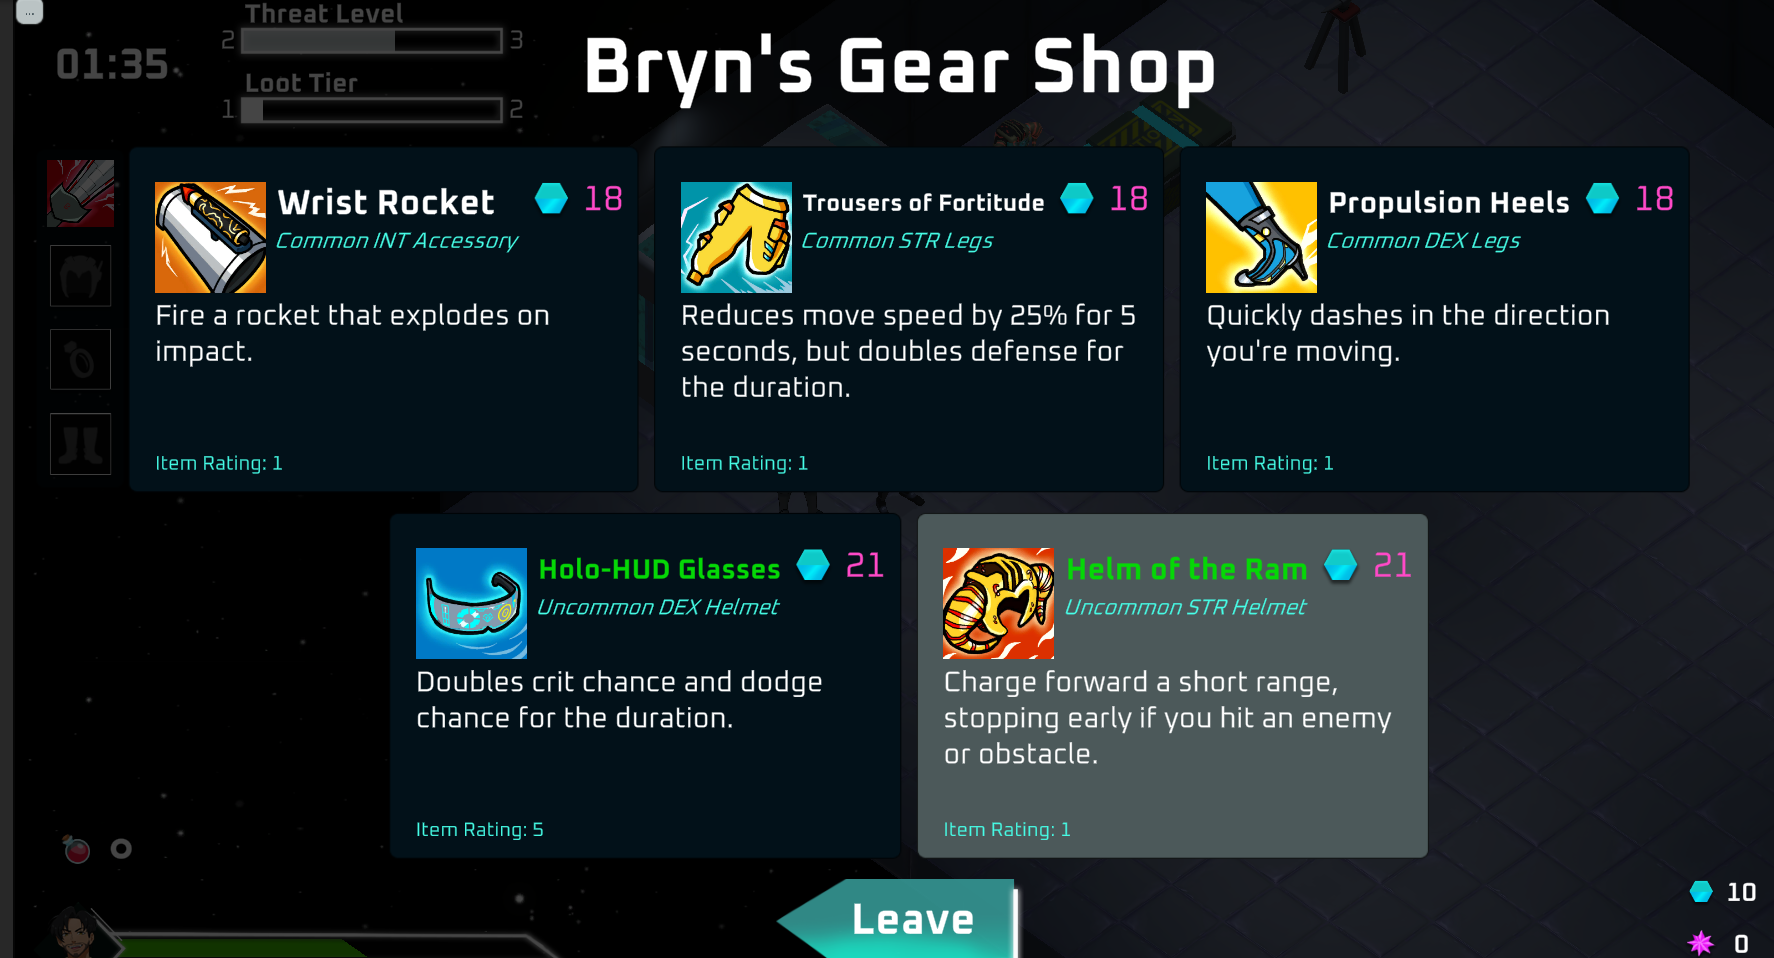 ...
Threat Level
2 3
01:35
Loot Tier
1 2
Bryn's Gear Shop
Wrist Rocket 18
Common INT Accessory
Fire a rocket that explodes on
impact.
Item Rating: 1
Trousers of Fortitude 18
Common STR Legs
Reduces move speed by 25% for 5
seconds, but doubles defense for
the duration.
Item Rating: 1
Propulsion Heels 18
Common DEX Legs
Quickly dashes in the direction
you're moving.
Item Rating: 1
Holo-HUD Glasses 21
Uncommon DEX Helmet
Doubles crit chance and dodge
chance for the duration.
Item Rating: 5
Helm of the Ram 21
Uncommon STR Helmet
Charge forward a short range,
stopping early if you hit an enemy
or obstacle.
Item Rating: 1
0
Leave
10
0